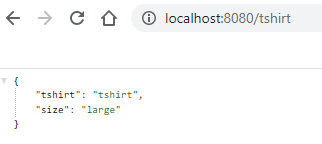 localhost:8080/tshirt
{
"tshirt": "tshirt",
"size": "large"
}